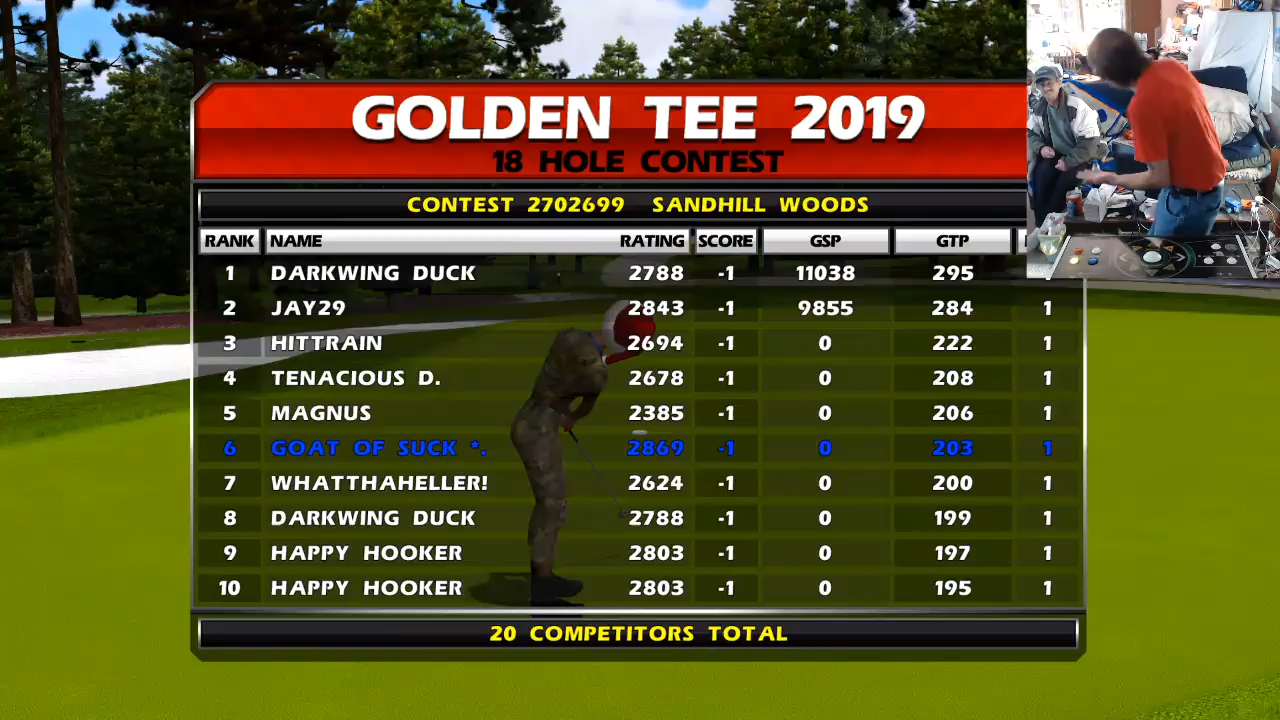 GOLDEN TEE 2019
18 HOLE CONTEST
CONTEST 2702699 SANDHILL WOODS
RANK NAME RATING SCORE GSP GTP
1 DARKWING DUCK 2788 -1 11038 295
2 JAY29 2843 -1 9855 284 1
3 HITTRAIN 2694 -1 0 222 1
4 TENACIOUS D. 2678 -1 0 208 1
5 MAGNUS 2385 -1 0 206 1
6 GOAT OF SUCK *. 2869 -1 0 203 1
7 WHATTHAHELLER! 2624 -1 0 200 1
8 DARKWING DUCK 2788 -1 0 199 1
9 HAPPY HOOKER 2803 -1 0 197 1
10 HAPPY HOOKER 2803 -1 0 195 1
20 COMPETITORS TOTAL